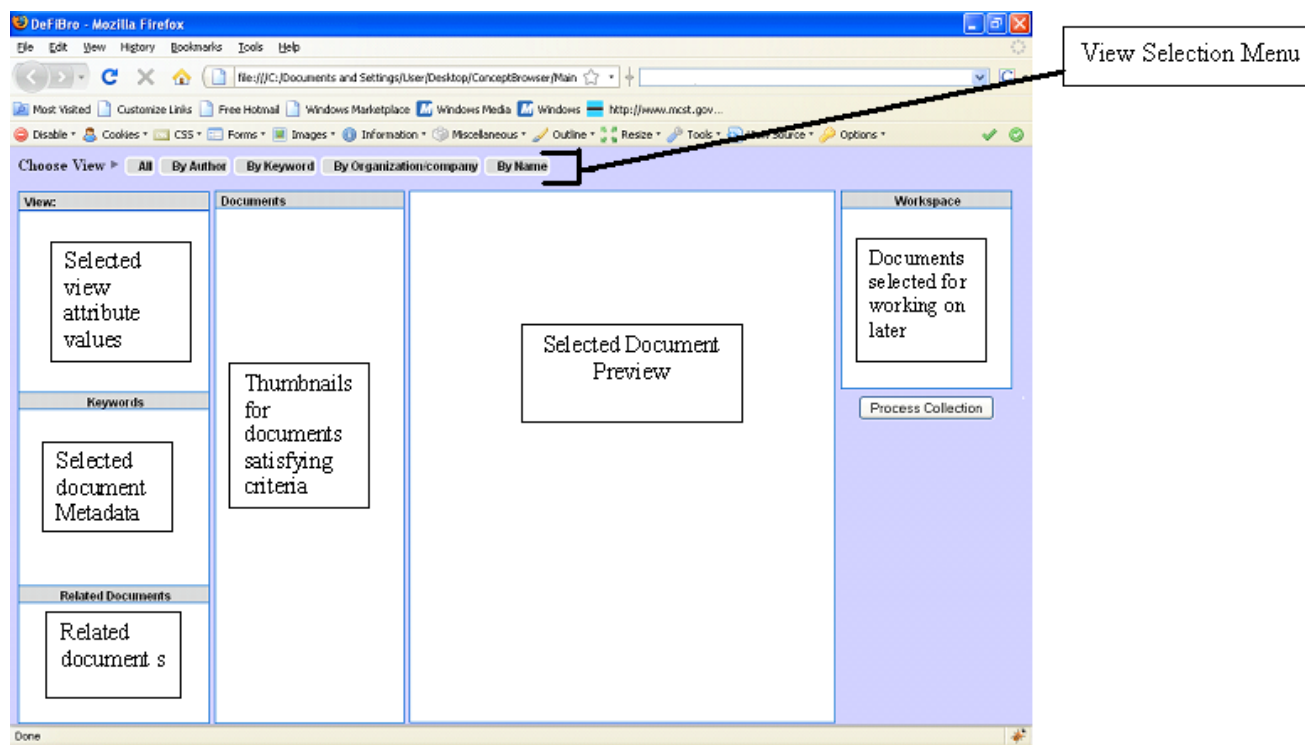 DeFiBro - Mozilla Firefox
File Edit View History Bookmarks Tools Help
file:///C:/Documents and Settings/User/Desktop/ConceptBrowser/Main
Most Visited Customize Links Free Hotmail Windows Marketplace Windows Media Windows http://www.mcst.gov...
Disable Cookies CSS Forms Images Information Miscellaneous Outline Resize Tools Source Options
Choose View All By Author By Keyword By Organization/company By Name
View Selection Menu
View:
Selected
view
attribute
values
Keywords
Selected
document
Metadata
Related Documents
Related
document s
Documents
Thumbnails
for
documents
satisfying
criteria
Selected Document
Preview
Workspace
Documents
selected for
working on
later
Process Collection
Done